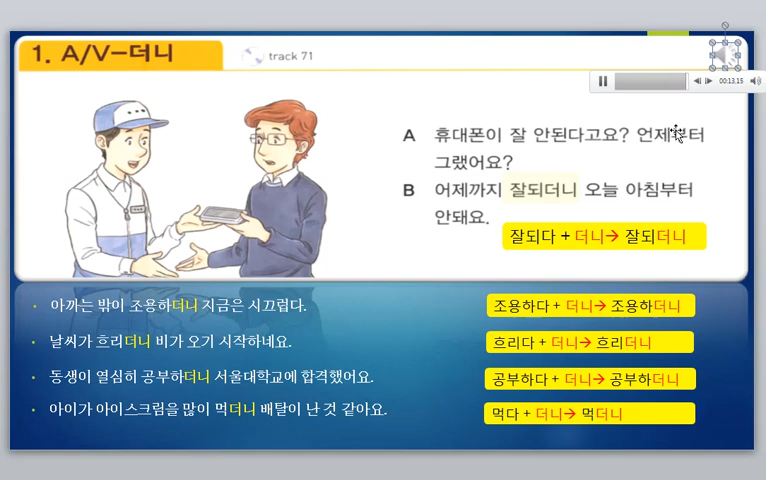 1. A/V-더니
track 71
00:13.15
A 휴대폰이 잘 안된다고요? 언제부터
그랬어요?
B 어제까지 잘되더니 오늘 아침부터
안돼요.
잘되다 + 더니→ 잘되더니
아까는 밖이 조용하더니 지금은 시끄럽다.
조용하다 + 더니→ 조용하더니
날씨가 흐리더니 비가 오기 시작하네요.
흐리다 + 더니→ 흐리더니
동생이 열심히 공부하더니 서울대학교에 합격했어요.
공부하다 + 더니→ 공부하더니
아이가 아이스크림을 많이 먹더니 배탈이 난 것 같아요.
먹다 + 더니→ 먹더니